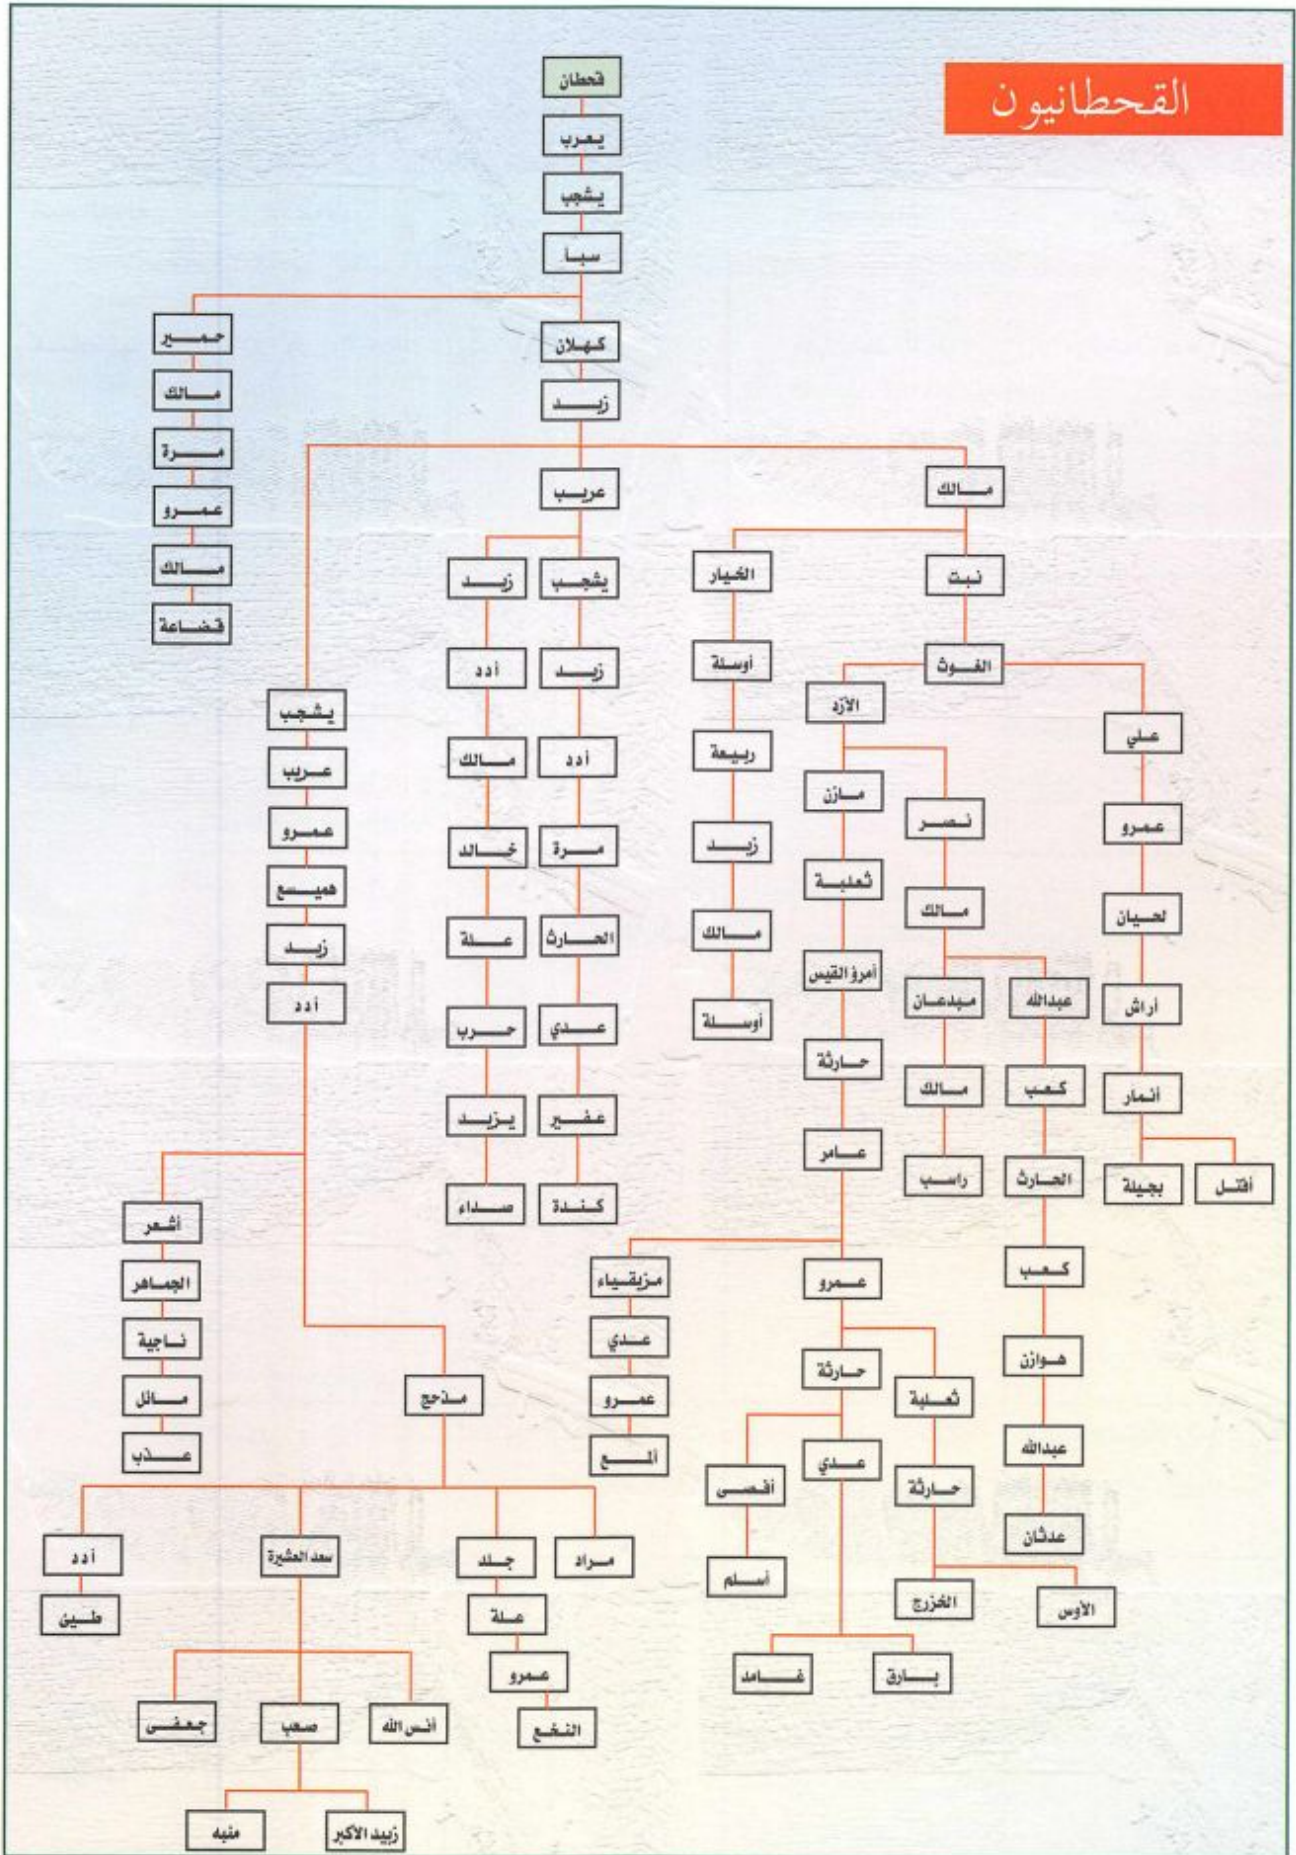 القحطانيون
قحطان
يعرب
يشجب
سبأ
حمير
مالك
مرة
عمرو
مالك
قضاعة
كهلان
زيد
مالك
نبت
الغوث
علي
عمرو
لحيان
أراش
أنمار
أفتل
بجيلة
الأزد
نصر
مالك
عبدالله
كعب
الحارث
كعب
هوازن
عبدالله
عدثان
ميدعان
مالك
راسب
مازن
ثعلبة
أمرؤ القيس
حارثة
عامر
عمرو
ثعلبة
حارثة
الأوس
الخزرج
حارثة
عدي
بارق
غامد
أفصى
أسلم
مزيقياء
عدي
عمرو
ألمع
الخيار
أوسلة
ربيعة
زيد
مالك
أوسلة
عريب
يشجب
زيد
أدد
مرة
الحارث
عدي
عفير
كندة
زيد
أدد
مالك
خالد
علة
حرب
يزيد
صداء
يشجب
عريب
عمرو
هميسع
زيد
أدد
مذحج
مراد
جلد
علة
عمرو
النخع
سعد العشيرة
أنس الله
صعب
جعفى
زبيد الأكبر
منبه
أدد
طيئ
أشعر
الجماهر
ناجية
مائل
عذب